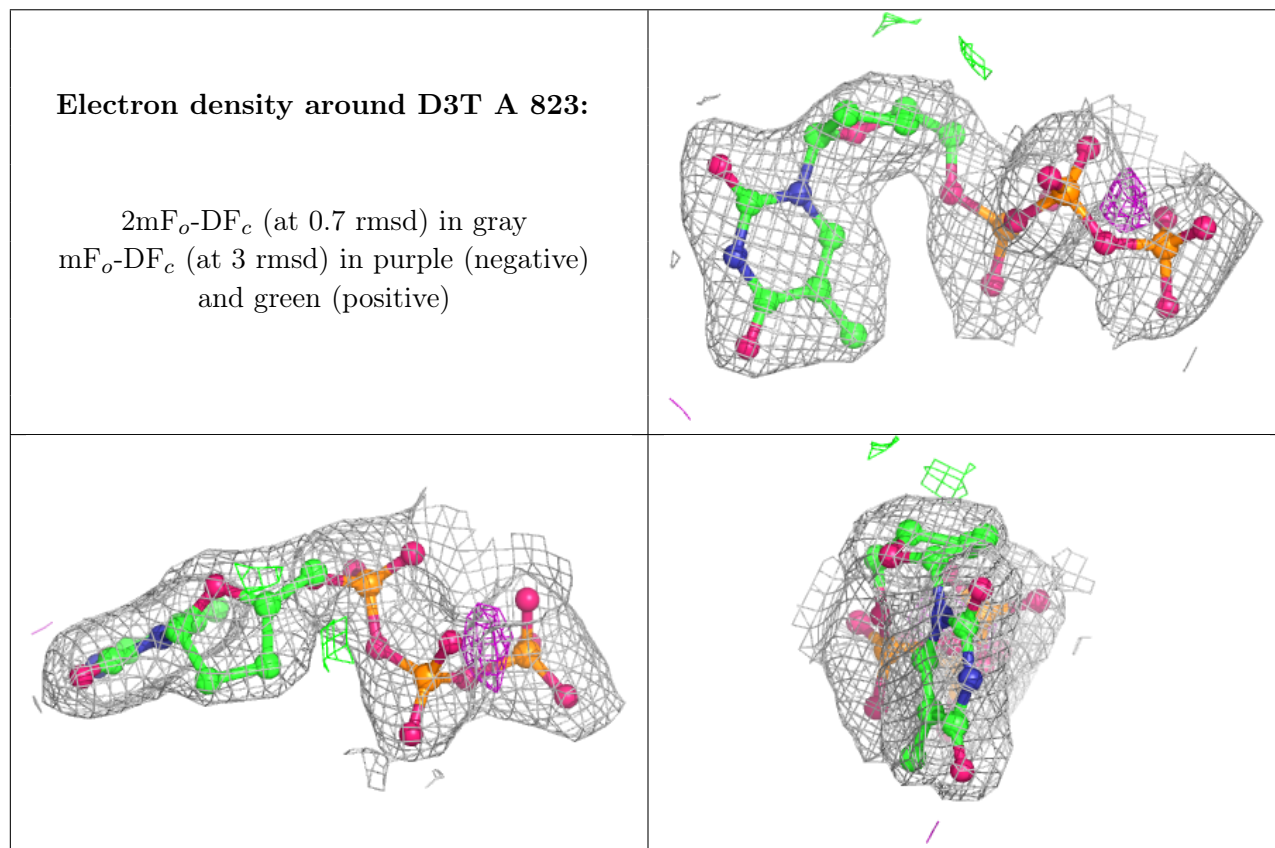 Electron density around D3T A 823:
2mFo-DFc (at 0.7 rmsd) in gray
mFo-DFc (at 3 rmsd) in purple (negative)
and green (positive)